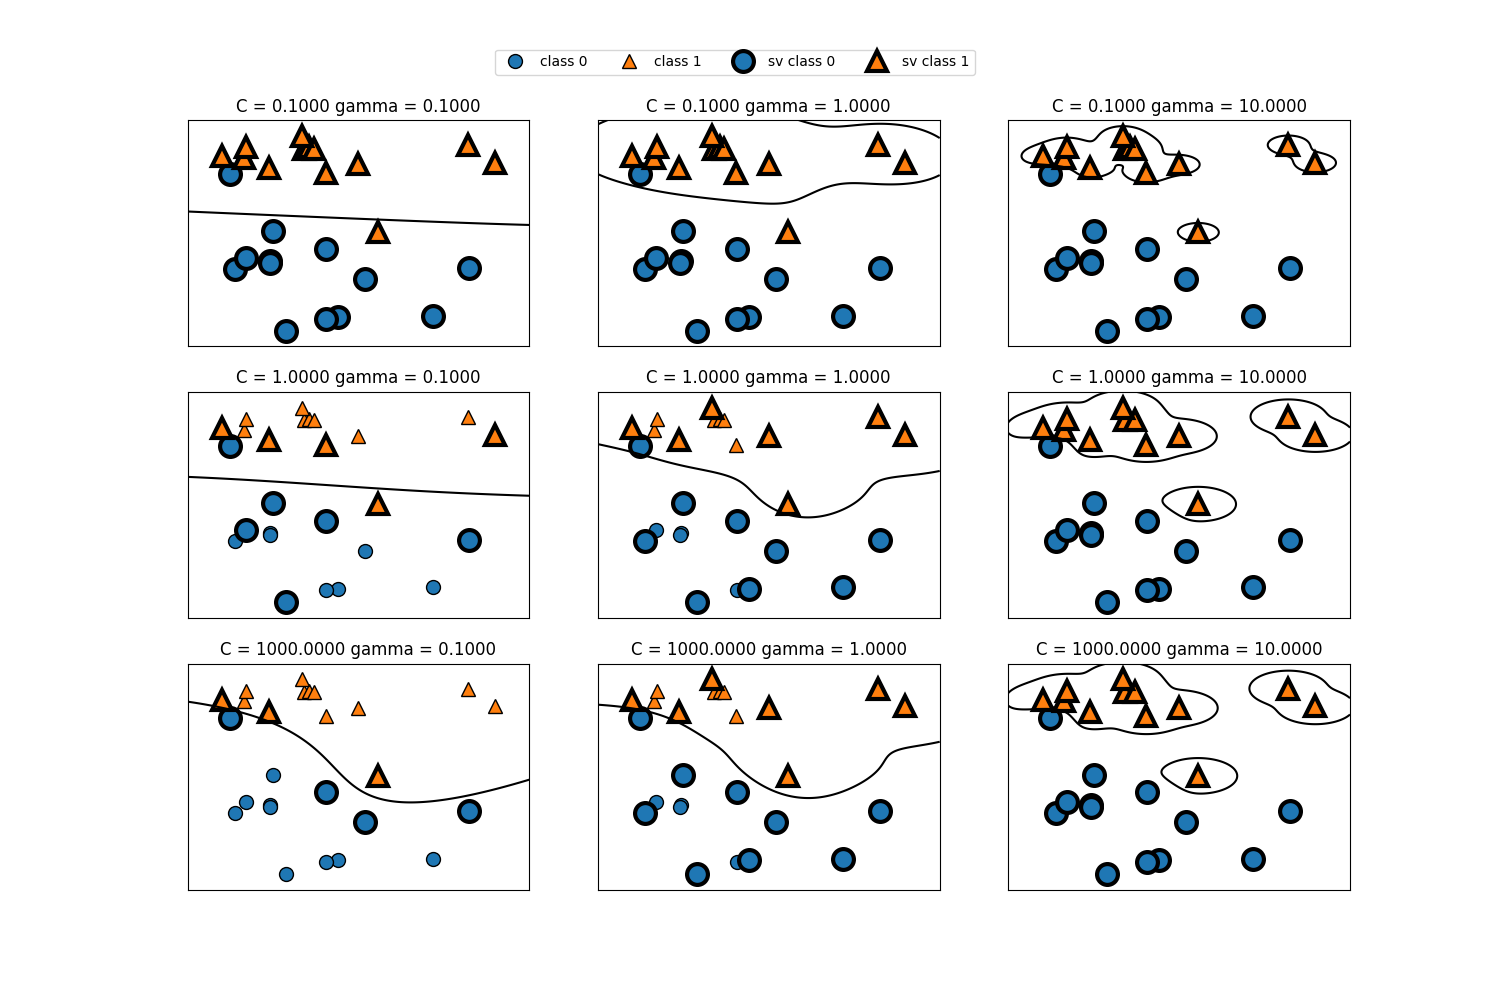 class 0 class 1 sv class 0 sv class 1
C = 0.1000 gamma = 0.1000
C = 0.1000 gamma = 1.0000
C = 0.1000 gamma = 10.0000
C = 1.0000 gamma = 0.1000
C = 1.0000 gamma = 1.0000
C = 1.0000 gamma = 10.0000
C = 1000.0000 gamma = 0.1000
C = 1000.0000 gamma = 1.0000
C = 1000.0000 gamma = 10.0000